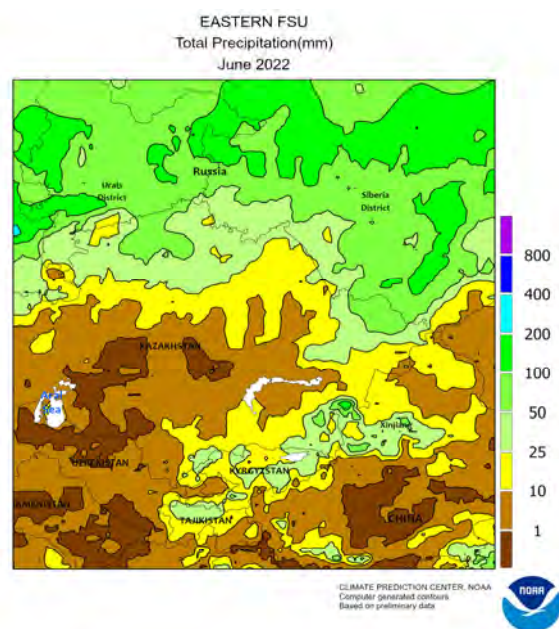 EASTERN FSU
Total Precipitation(mm)
June 2022
Russia
Urals
District
Siberia
District
800
400
200
100
50
25
10
1
KAZAKHSTAN
Aral
Sea
Xinjiang
UZBEKISTAN
KYRGYZSTAN
TAJIKISTAN
CHINA
CLIMATE PREDICTION CENTER, NOAA
Computer generated contours
Based on preliminary data
NOAA